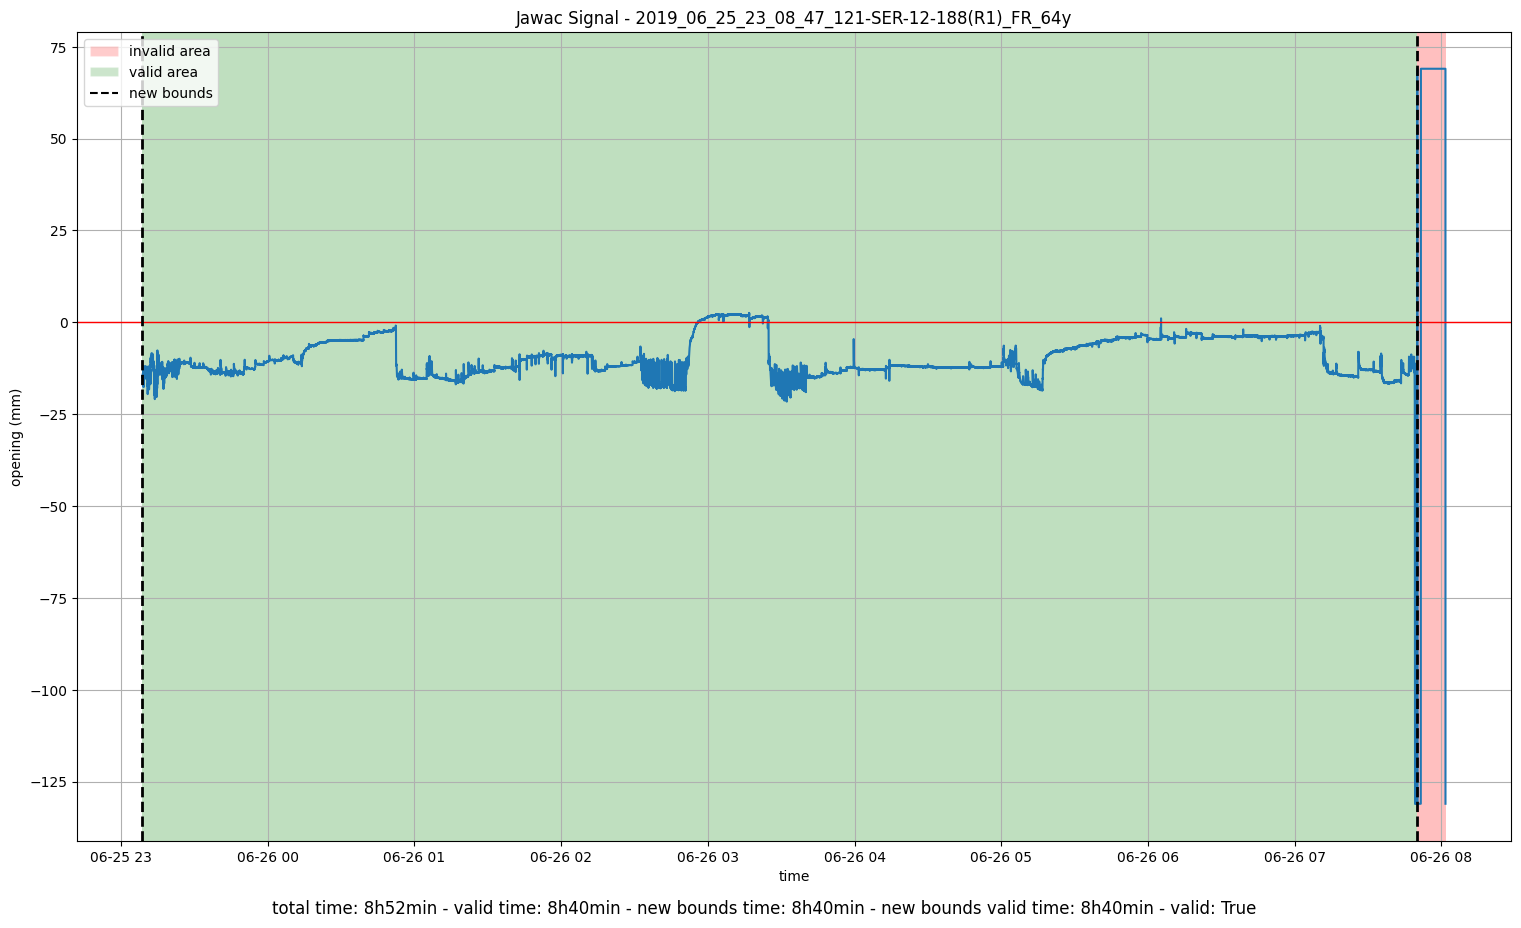 Jawac Signal - 2019_06_25_23_08_47_121-SER-12-188(R1)_FR_64y
invalid area
valid area
new bounds
75
50
25
0
−25
−50
−75
−100
−125
opening (mm)
06-25 23
06-26 00
06-26 01
06-26 02
06-26 03
06-26 04
06-26 05
06-26 06
06-26 07
06-26 08
time
total time: 8h52min - valid time: 8h40min - new bounds time: 8h40min - new bounds valid time: 8h40min - valid: True